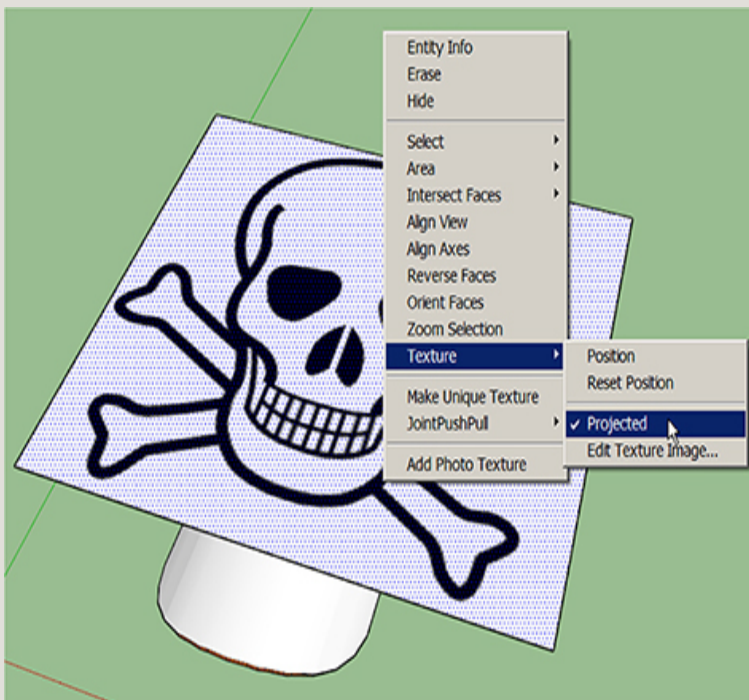 Entity Info
Erase
Hide
Select
Area
Intersect Faces
Align View
Align Axes
Reverse Faces
Orient Faces
Zoom Selection
Texture
Make Unique Texture
JointPushPull
Add Photo Texture
Position
Reset Position
Projected
Edit Texture Image...